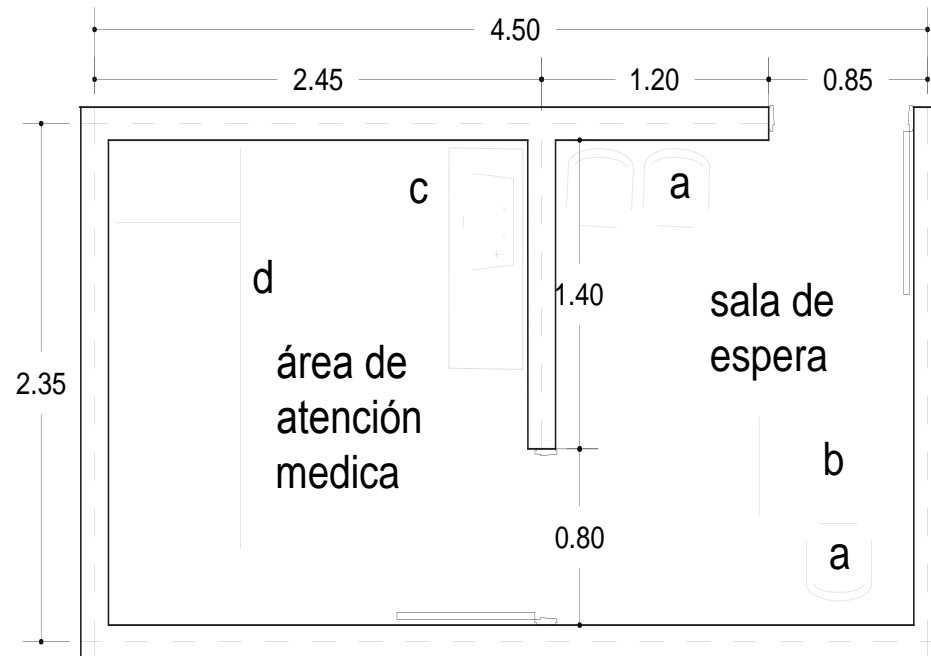 4.50
2.45
1.20
0.85
c
a
d
1.40
sala de
espera
área de
atención
medica
2.35
b
0.80
a